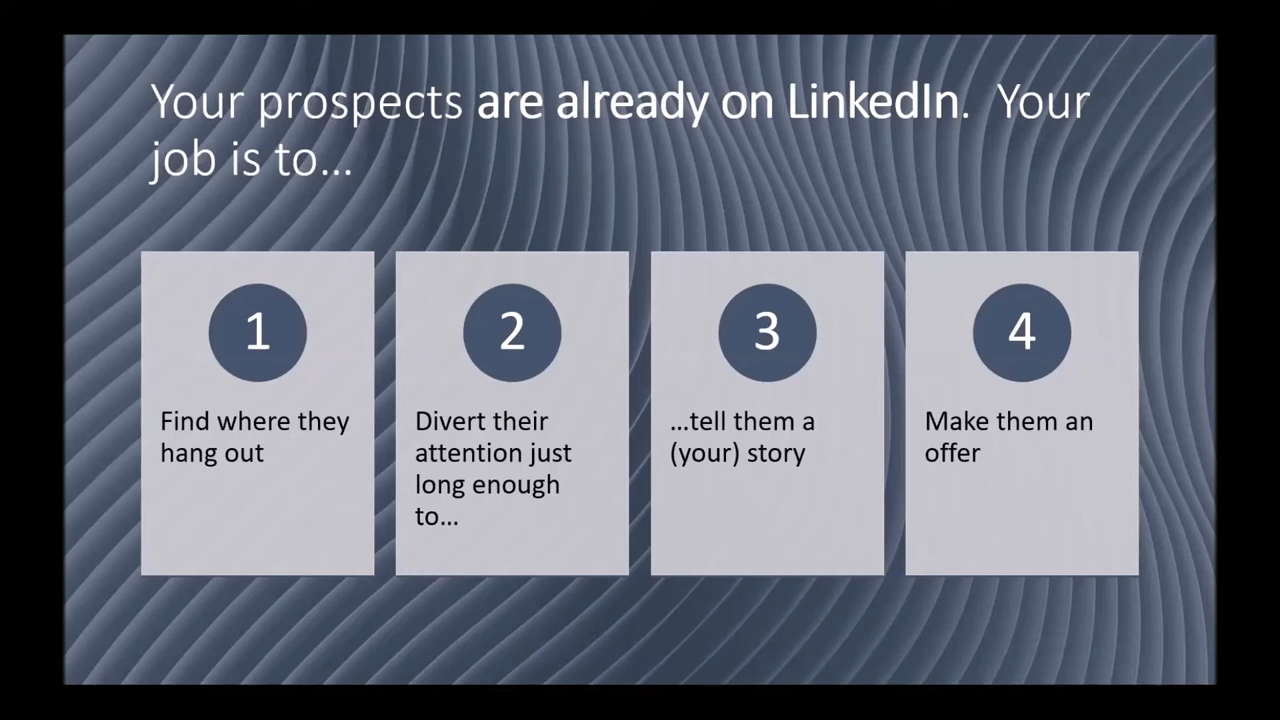 Your prospects are already on LinkedIn.  Your
job is to…
1
Find where they
hang out
2
Divert their
attention just
long enough
to…
3
…tell them a
(your) story
4
Make them an
offer